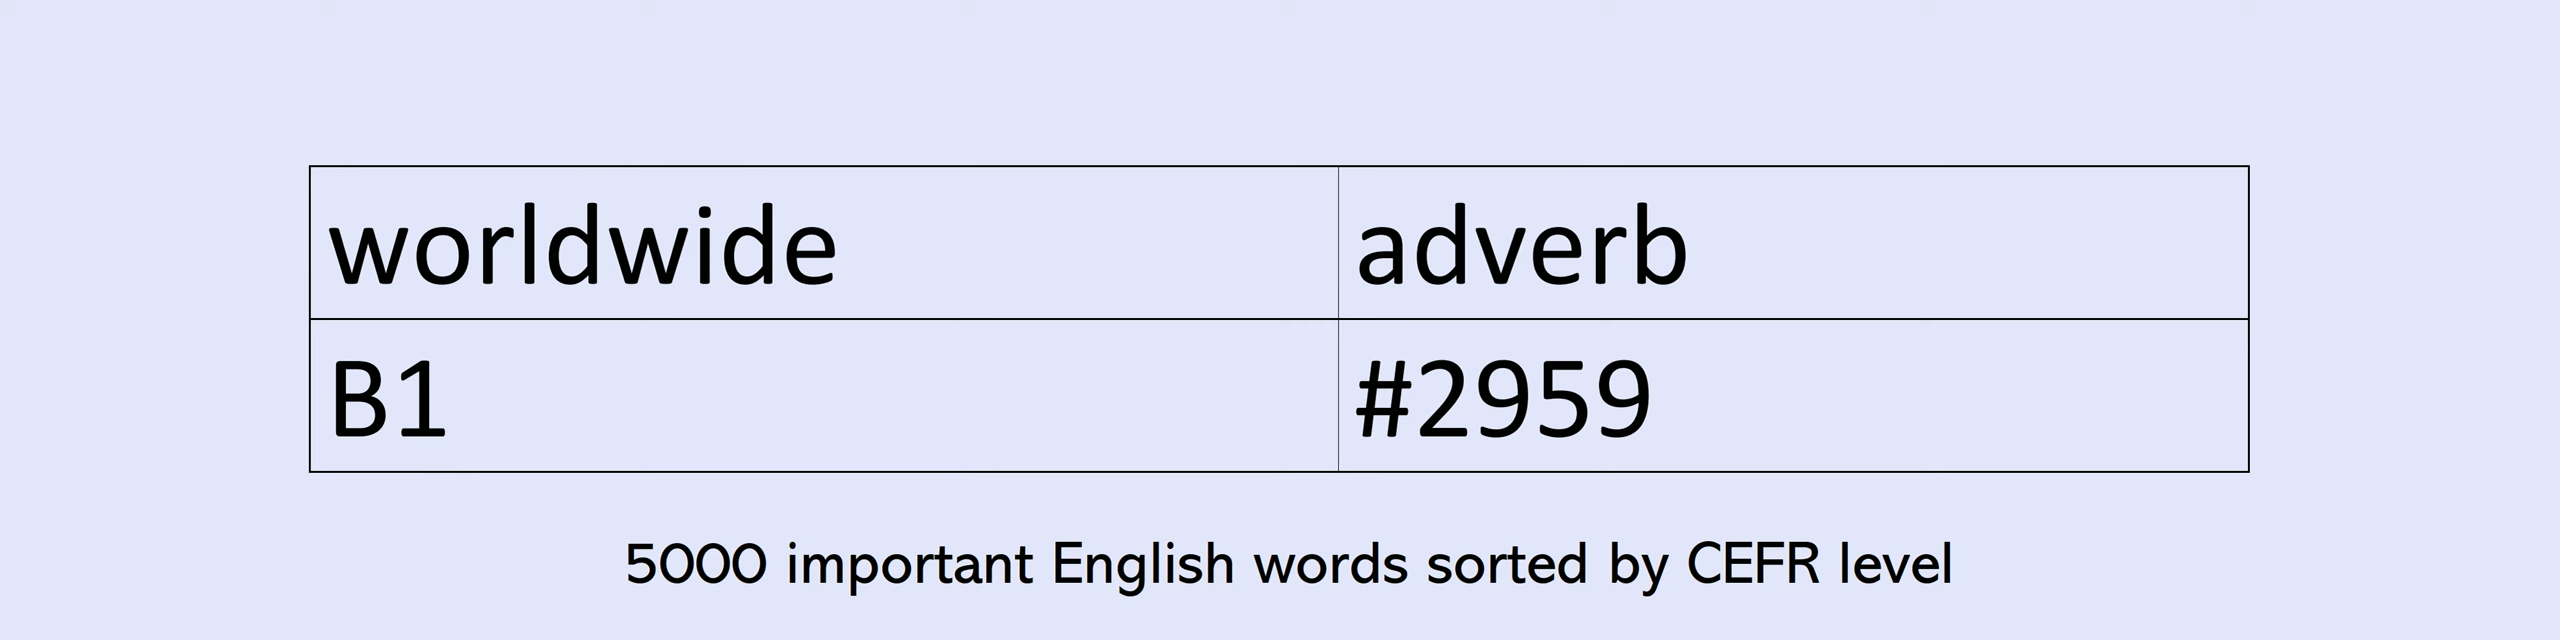 worldwide adverb
B1 #2959
5000 important English words sorted by CEFR level